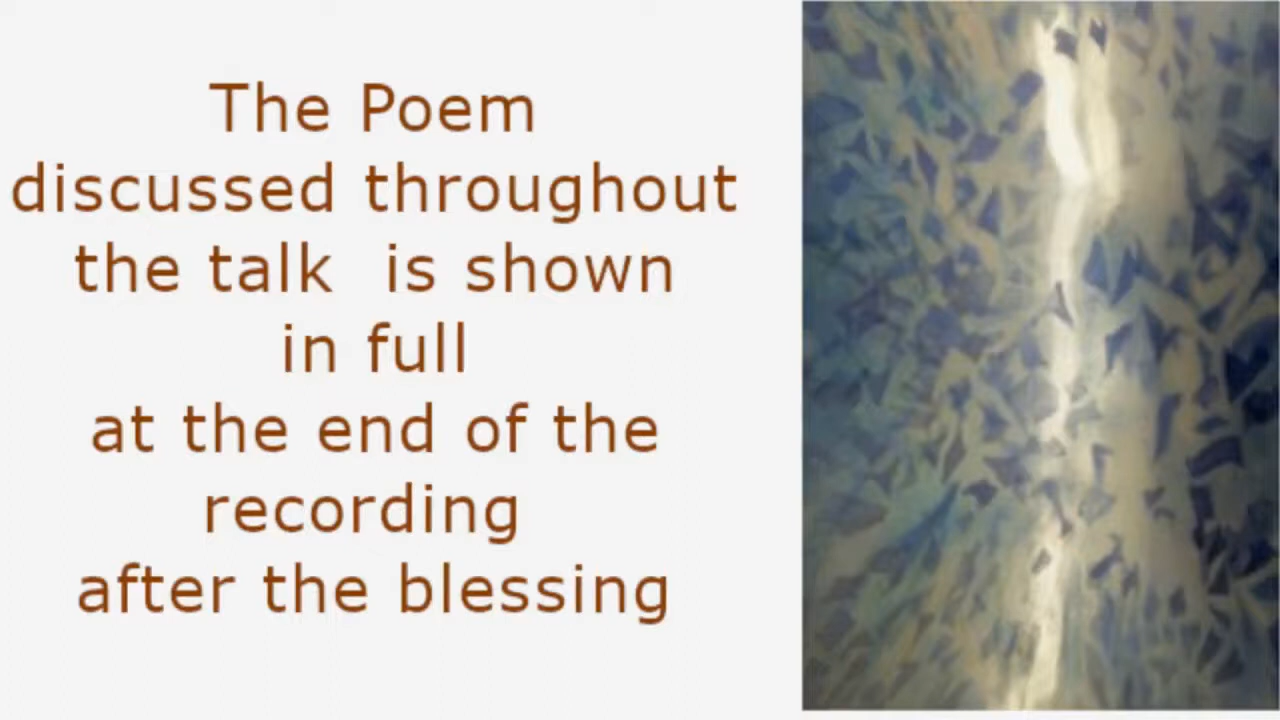 The Poem
discussed throughout
the talk  is shown
in full
at the end of the
recording
after the blessing